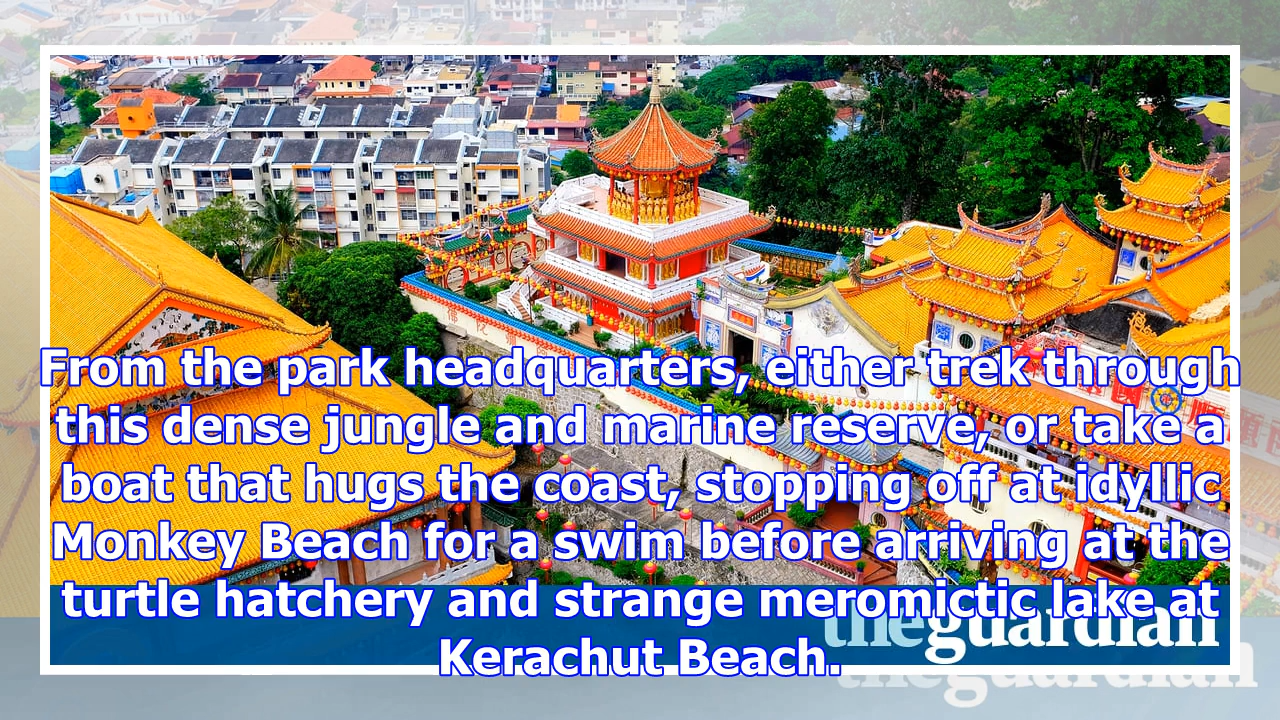 From the park headquarters, either trek through
this dense jungle and marine reserve, or take a
boat that hugs the coast, stopping off at idyllic
Monkey Beach for a swim before arriving at the
turtle hatchery and strange meromictic lake at
Kerachut Beach.
theguardian
theguardian